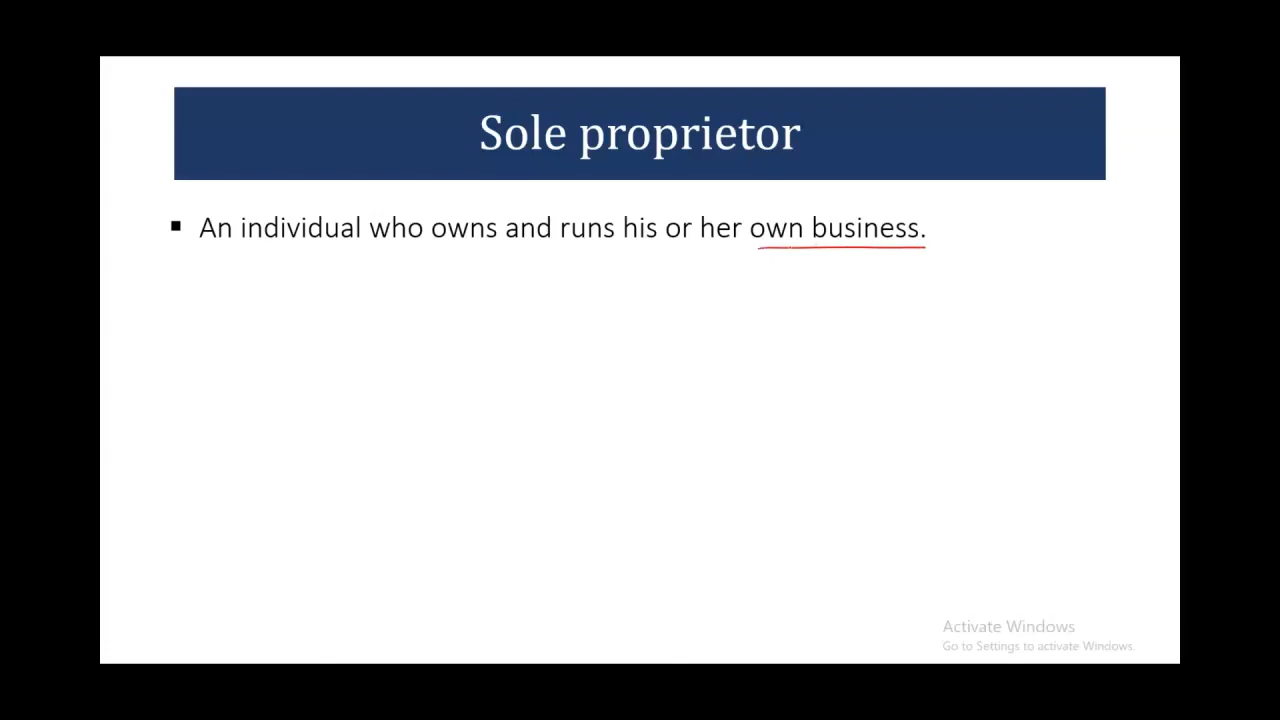 Sole proprietor
▪ An individual who owns and runs his or her own business.
Activate Windows
Go to Settings to activate Windows.